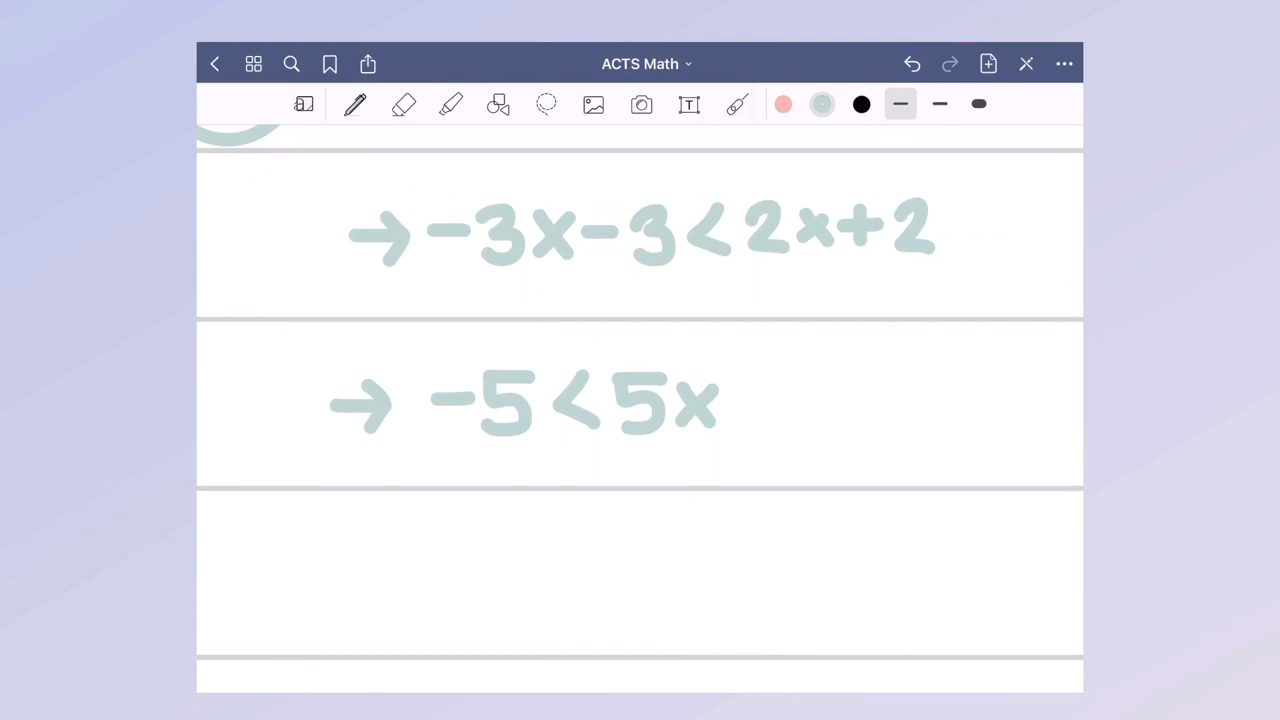 ACTS Math
T
→ -3x-3<2x+2
→ -5<5x